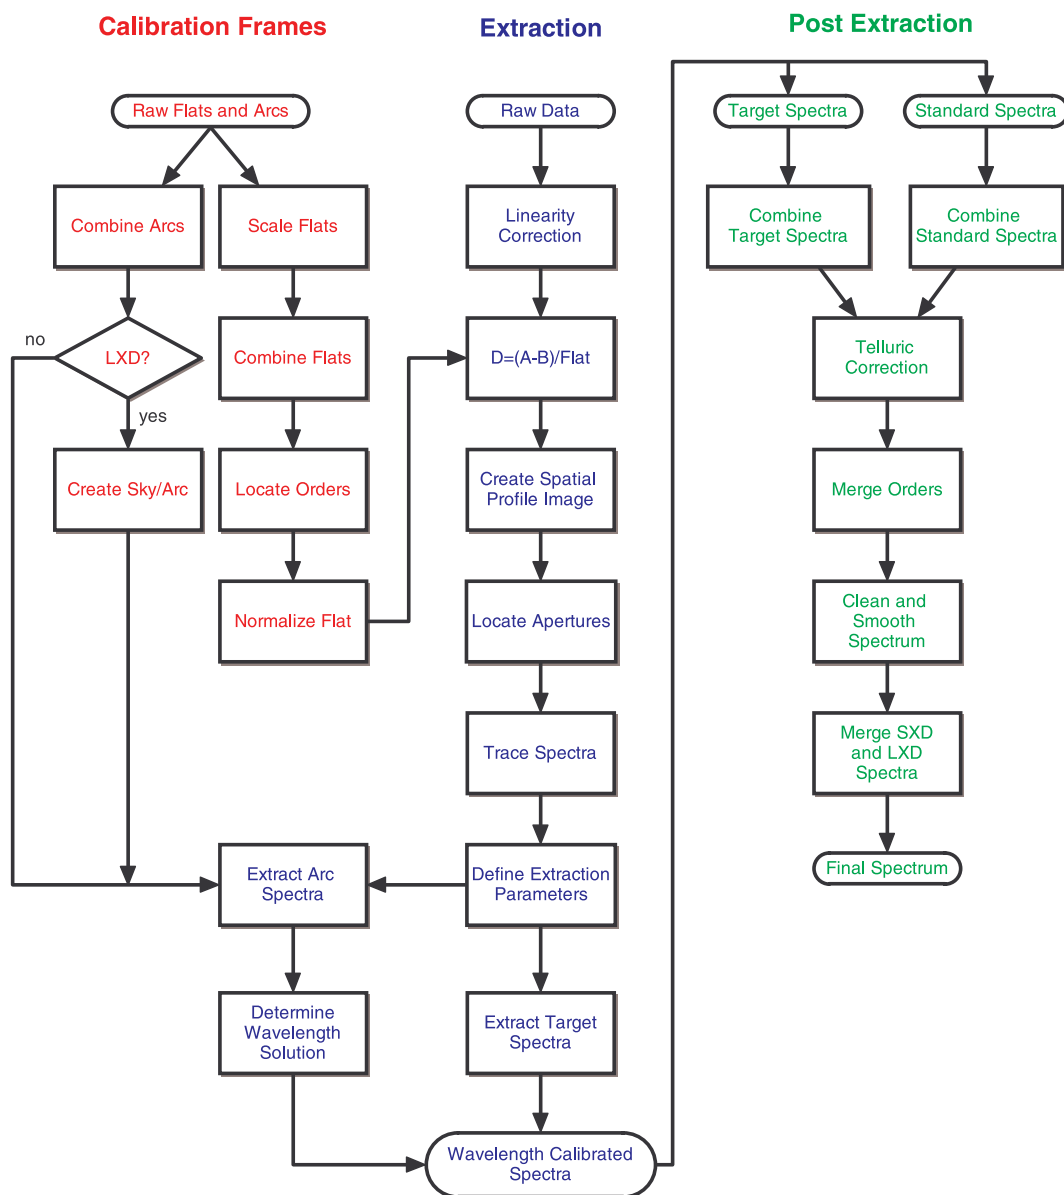 Calibration Frames
Raw Flats and Arcs
Combine Arcs
Scale Flats
no
LXD?
Combine Flats
yes
Create Sky/Arc
Locate Orders
Normalize Flat
Extraction
Raw Data
Linearity
Correction
D=(A-B)/Flat
Create Spatial
Profile Image
Locate Apertures
Trace Spectra
Extract Arc
Spectra
Define Extraction
Parameters
Determine
Wavelength
Solution
Extract Target
Spectra
Wavelength Calibrated
Spectra
Post Extraction
Target Spectra
Standard Spectra
Combine
Target Spectra
Combine
Standard Spectra
Telluric
Correction
Merge Orders
Clean and
Smooth
Spectrum
Merge SXD
and LXD
Spectra
Final Spectrum